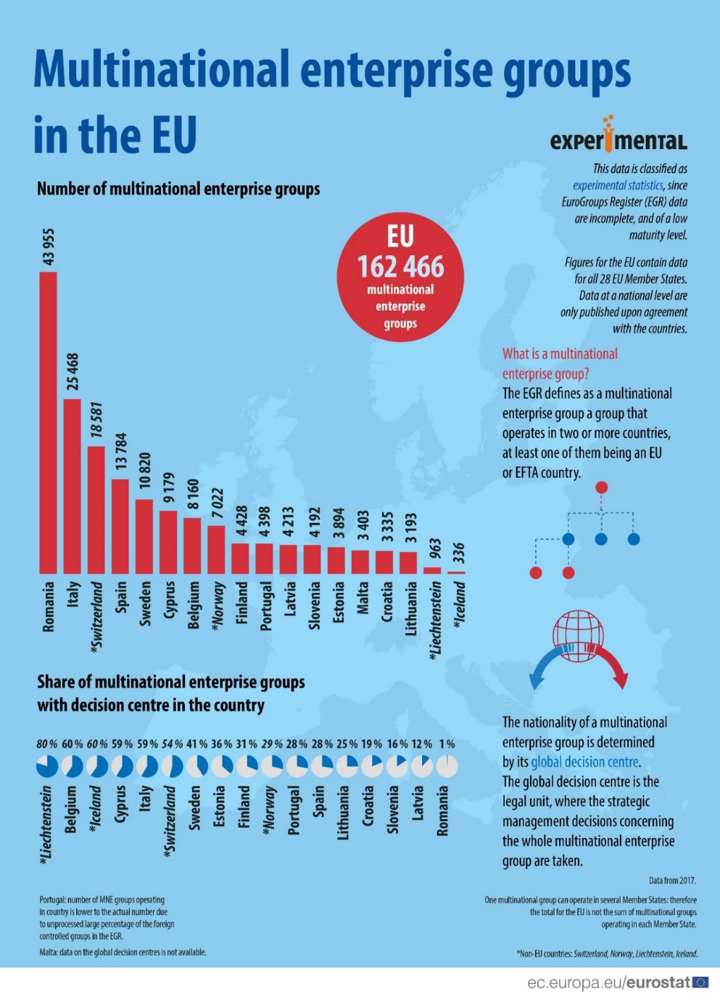 Multinational enterprise groups
in the EU
experimental
This data is classified as
experimental statistics, since
EuroGroups Register (EGR) data
are incomplete, and of a low
maturity level.
Figures for the EU contain data
for all 28 EU Member States.
Data at a national level are
only published upon agreement
with the countries.
Number of multinational enterprise groups
EU
162 466
multinational
enterprise
groups
43 955
25 468
18 581
13 784
10 820
9 179
8 160
7 022
4 428
4 398
4 213
4 192
3 894
3 403
3 335
3 193
963
336
Romania
Italy
*Switzerland
Spain
Sweden
Cyprus
Belgium
*Norway
Finland
Portugal
Latvia
Slovenia
Estonia
Malta
Croatia
Lithuania
*Liechtenstein
*Iceland
What is a multinational
enterprise group?
The EGR defines as a multinational
enterprise group a group that
operates in two or more countries,
at least one of them being an EU
or EFTA country.
Share of multinational enterprise groups
with decision centre in the country
80 % 60 % 60 % 59 % 59 % 54 % 41 % 36 % 31 % 29 % 28 % 28 % 25 % 19 % 16 % 12 % 1 %
*Liechtenstein
Belgium
*Iceland
Cyprus
Italy
*Switzerland
Sweden
Estonia
Finland
*Norway
Portugal
Spain
Lithuania
Croatia
Slovenia
Latvia
Romania
The nationality of a multinational
enterprise group is determined
by its global decision centre.
The global decision centre is the
legal unit, where the strategic
management decisions concerning
the whole multinational enterprise
group are taken.
Data from 2017.
Portugal: number of MNE groups operating
in country is lower to the actual number due
to unprocessed large percentage of the foreign
controlled groups in the EGR.
Malta: data on the global decision centres is not available.
One multinational group can operate in several Member States: therefore
the total for the EU is not the sum of multinational groups
operating in each Member State.
*Non-EU countries: Switzerland, Norway, Liechtenstein, Iceland.
ec.europa.eu/eurostat